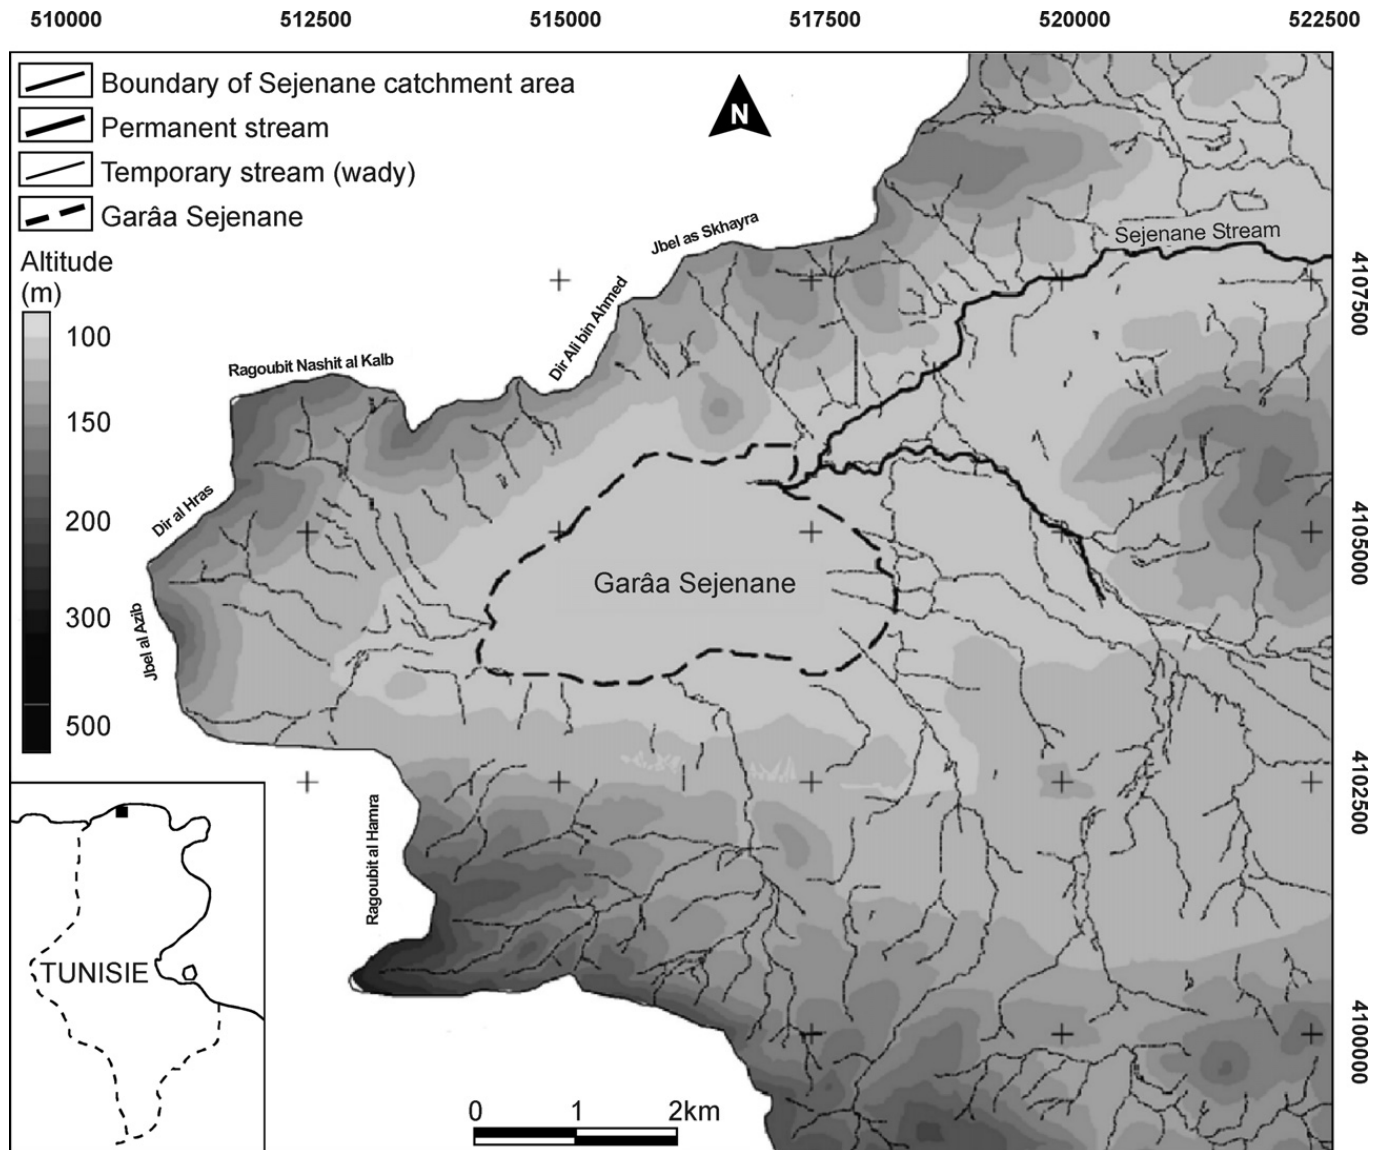 510000 512500 515000 517500 520000 522500
Boundary of Sejenane catchment area
Permanent stream
Temporary stream (wady)
Garâa Sejenane
N
Altitude
(m)
100
150
200
300
500
Jbel as Skhayra
Sejenane Stream
Dir Ali bin Ahmed
Ragoubit Nashit al Kalb
Dir al Hras
Jbel al Azib
Garâa Sejenane
Ragoubit al Hamra
4107500
4105000
4102500
4100000
TUNISIE
0 1 2km